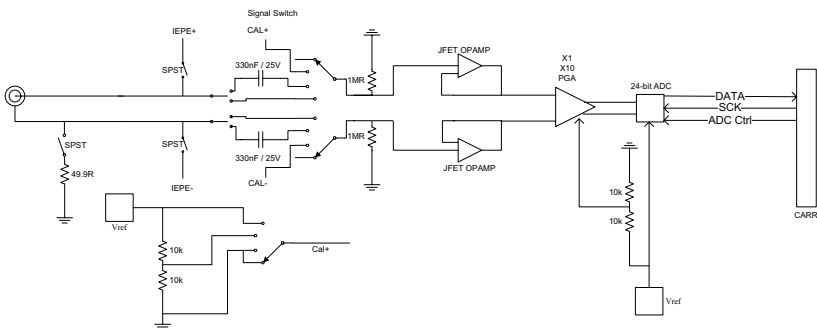 Signal Switch
IEPE+
CAL+
SPST
330nF / 25V
1MR
JFET OPAMP
X1
X10
PGA
24-bit ADC
DATA
SCK
ADC Ctrl
SPST
SPST
1MR
330nF / 25V
JFET OPAMP
49.9R
IEPE-
CAL-
10k
10k
CARR
Vref
Cal+
10k
10k
Vref